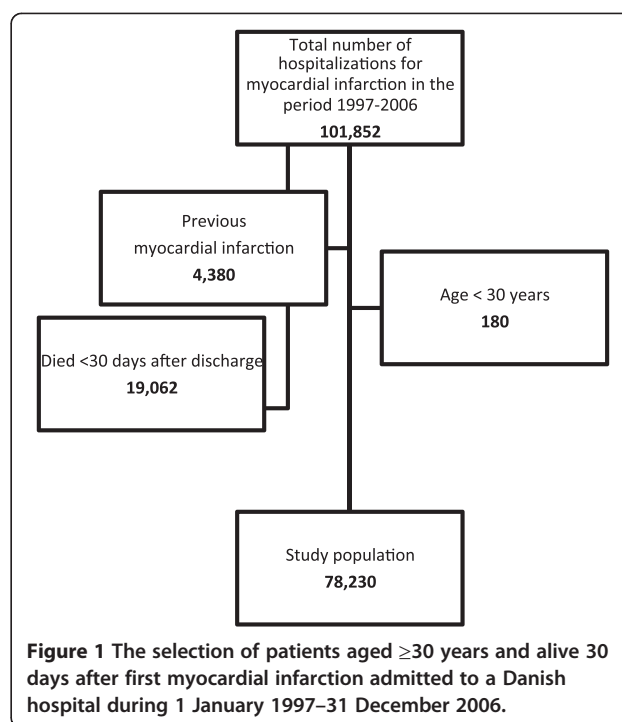 Total number of
hospitalizations for
myocardial infarction in the
period 1997-2006
101,852
Previous
myocardial infarction
4,380
Age < 30 years
180
Died <30 days after discharge
19,062
Study population
78,230
Figure 1 The selection of patients aged ≥30 years and alive 30
days after first myocardial infarction admitted to a Danish
hospital during 1 January 1997–31 December 2006.